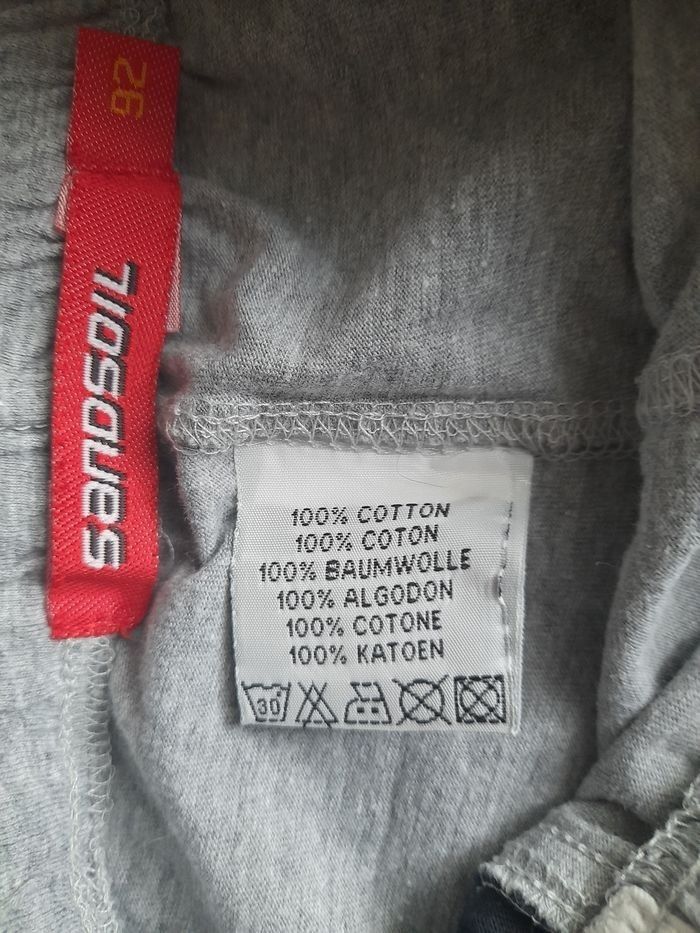 92
SANDSOIL
100% COTTON
100% COTON
100% BAUMWOLLE
100% ALGODON
100% COTONE
100% KATOEN
30°